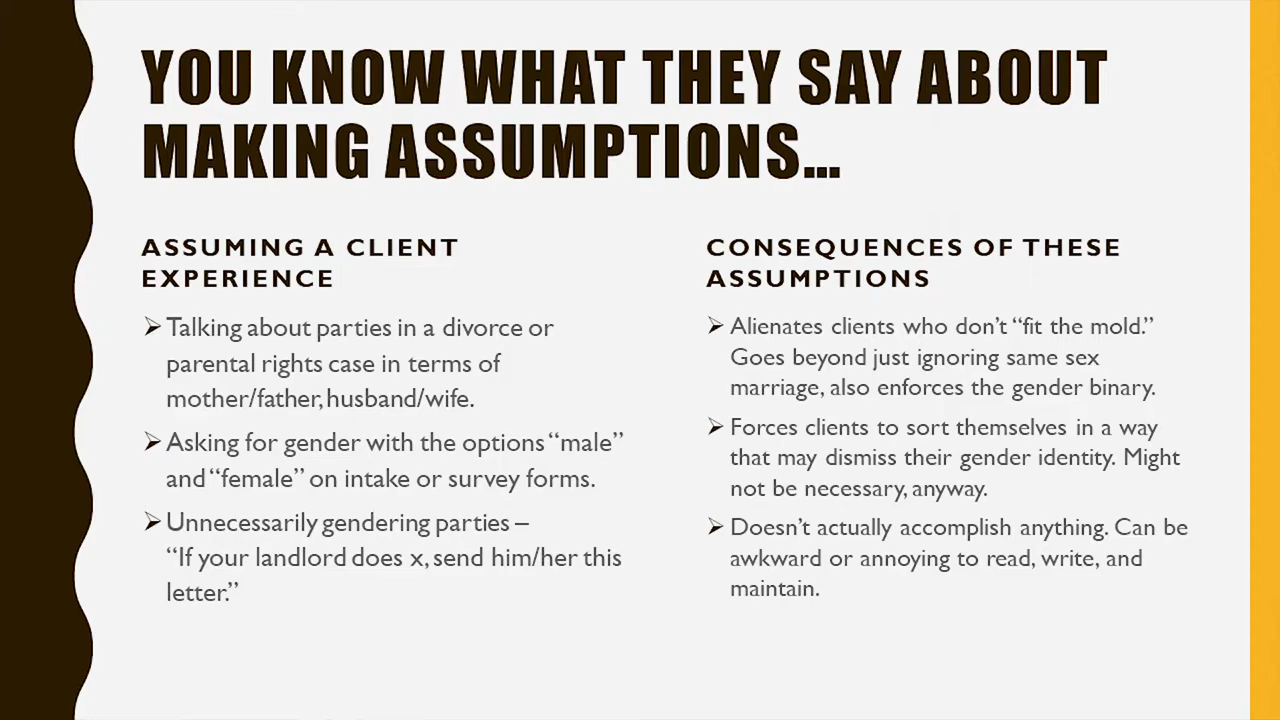 YOU KNOW WHAT THEY SAY ABOUT
MAKING ASSUMPTIONS...
ASSUMING A CLIENT
EXPERIENCE
➢ Talking about parties in a divorce or
parental rights case in terms of
mother/father, husband/wife.
➢ Asking for gender with the options “male”
and “female” on intake or survey forms.
➢ Unnecessarily gendering parties –
“If your landlord does x, send him/her this
letter.”
CONSEQUENCES OF THESE
ASSUMPTIONS
➢ Alienates clients who don’t “fit the mold.”
Goes beyond just ignoring same sex
marriage, also enforces the gender binary.
➢ Forces clients to sort themselves in a way
that may dismiss their gender identity. Might
not be necessary, anyway.
➢ Doesn’t actually accomplish anything. Can be
awkward or annoying to read, write, and
maintain.